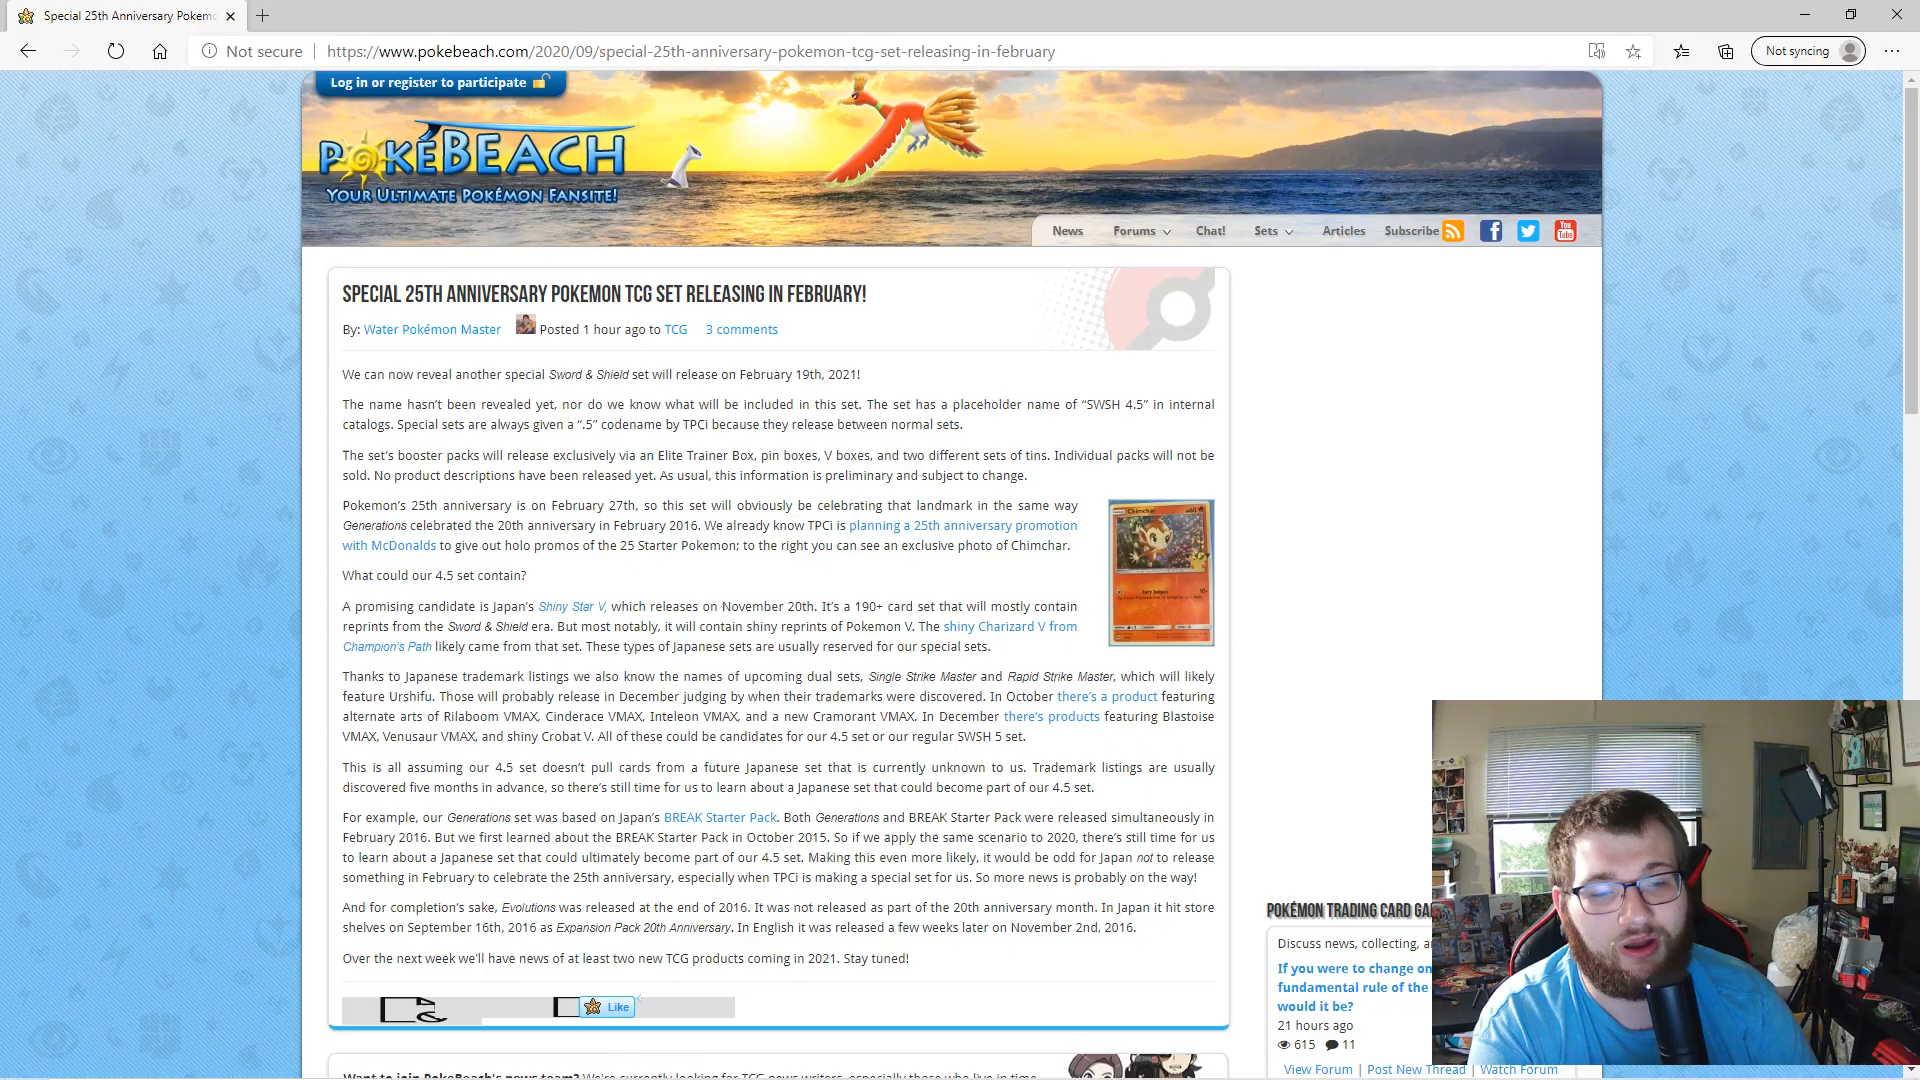 Special 25th Anniversary Pokem
Not secure
https://www.pokebeach.com/2020/09/special-25th-anniversary-pokemon-tcg-set-releasing-in-february
Not syncing
Log in or register to participate
POKÉBEACH
YOUR ULTIMATE POKÉMON FANSITE!
News Forums Chat! Sets Articles Subscribe
You Tube
SPECIAL 25TH ANNIVERSARY POKEMON TCG SET RELEASING IN FEBRUARY!
By: Water Pokémon Master Posted 1 hour ago to TCG 3 comments
We can now reveal another special Sword & Shield set will release on February 19th, 2021!
The name hasn't been revealed yet, nor do we know what will be included in this set. The set has a placeholder name of “SWSH 4.5” in internal
catalogs. Special sets are always given a “.5” codename by TPCi because they release between normal sets.
The set's booster packs will release exclusively via an Elite Trainer Box, pin boxes, V boxes, and two different sets of tins. Individual packs will not be
sold. No product descriptions have been released yet. As usual, this information is preliminary and subject to change.
Pokemon's 25th anniversary is on February 27th, so this set will obviously be celebrating that landmark in the same way
Generations celebrated the 20th anniversary in February 2016. We already know TPCi is planning a 25th anniversary promotion
with McDonalds to give out holo promos of the 25 Starter Pokemon; to the right you can see an exclusive photo of Chimchar.
Chimchar
Fury Swipes
What could our 4.5 set contain?
A promising candidate is Japan's Shiny Star V, which releases on November 20th. It's a 190+ card set that will mostly contain
reprints from the Sword & Shield era. But most notably, it will contain shiny reprints of Pokemon V. The shiny Charizard V from
Champion's Path likely came from that set. These types of Japanese sets are usually reserved for our special sets.
Thanks to Japanese trademark listings we also know the names of upcoming dual sets, Single Strike Master and Rapid Strike Master, which will likely
feature Urshifu. Those will probably release in December judging by when their trademarks were discovered. In October there's a product featuring
alternate arts of Rilaboom VMAX, Cinderace VMAX, Inteleon VMAX, and a new Cramorant VMAX. In December there's products featuring Blastoise
VMAX, Venusaur VMAX, and shiny Crobat V. All of these could be candidates for our 4.5 set or our regular SWSH 5 set.
This is all assuming our 4.5 set doesn't pull cards from a future Japanese set that is currently unknown to us. Trademark listings are usually
discovered five months in advance, so there's still time for us to learn about a Japanese set that could become part of our 4.5 set.
For example, our Generations set was based on Japan's BREAK Starter Pack. Both Generations and BREAK Starter Pack were released simultaneously in
February 2016. But we first learned about the BREAK Starter Pack in October 2015. So if we apply the same scenario to 2020, there's still time for us
to learn about a Japanese set that could ultimately become part of our 4.5 set. Making this even more likely, it would be odd for Japan not to release
something in February to celebrate the 25th anniversary, especially when TPCi is making a special set for us. So more news is probably on the way!
And for completion's sake, Evolutions was released at the end of 2016. It was not released as part of the 20th anniversary month. In Japan it hit store
shelves on September 16th, 2016 as Expansion Pack 20th Anniversary. In English it was released a few weeks later on November 2nd, 2016.
Over the next week we'll have news of at least two new TCG products coming in 2021. Stay tuned!
Like
POKÉMON TRADING CARD GA
Discuss news, collecting, a
If you were to change on
fundamental rule of the
would it be?
21 hours ago
615 11
View Forum | Post New Thread | Watch Forum
Want to join PokeBeach's news team? We're currently looking for TCG news writers, especially those who live in time